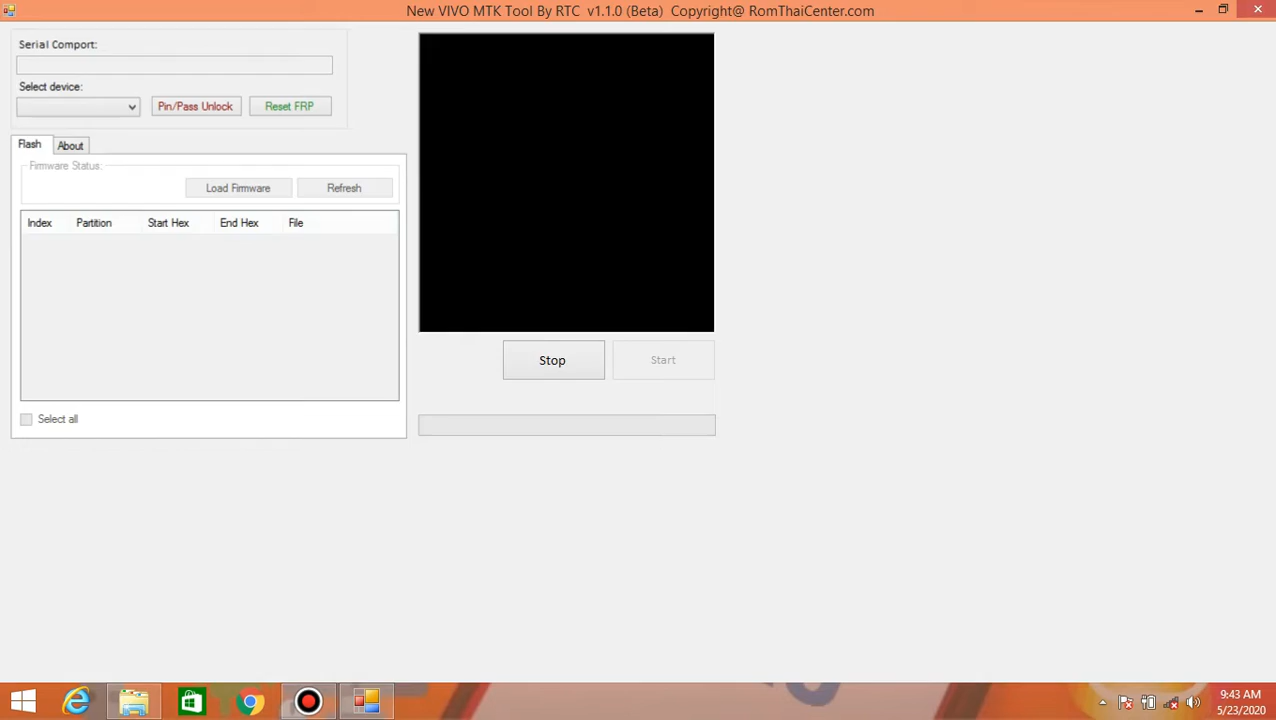 New VIVO MTK Tool By RTC v1.1.0 (Beta) Copyright@ RomThaiCenter.com
Serial Comport:
Select device:
Pin/Pass Unlock Reset FRP
Flash About
Firmware Status:
Load Firmware Refresh
Index Partition Start Hex End Hex File
Stop Start
Select all
9:43 AM
5/23/2020